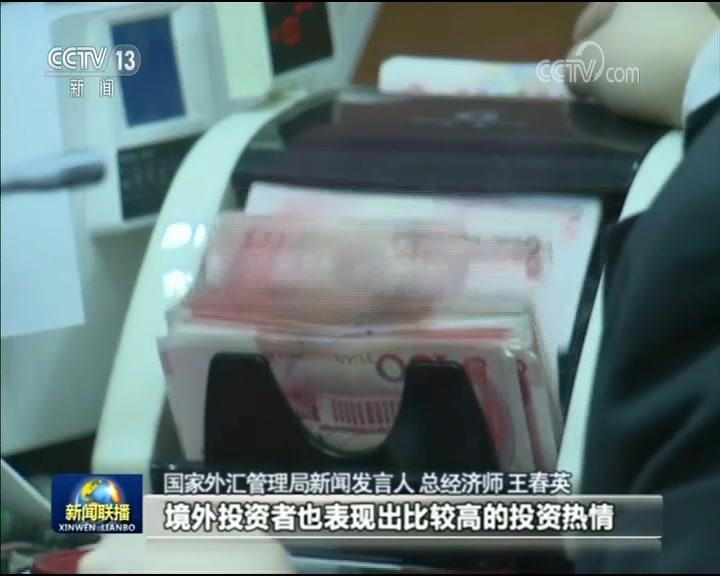 CCTV 13
新闻
CCTV com
YUAN
100
国家外汇管理局新闻发言人 总经济师 王春英
新闻联播
XINWEN LIANBO
境外投资者也表现出比较高的投资热情